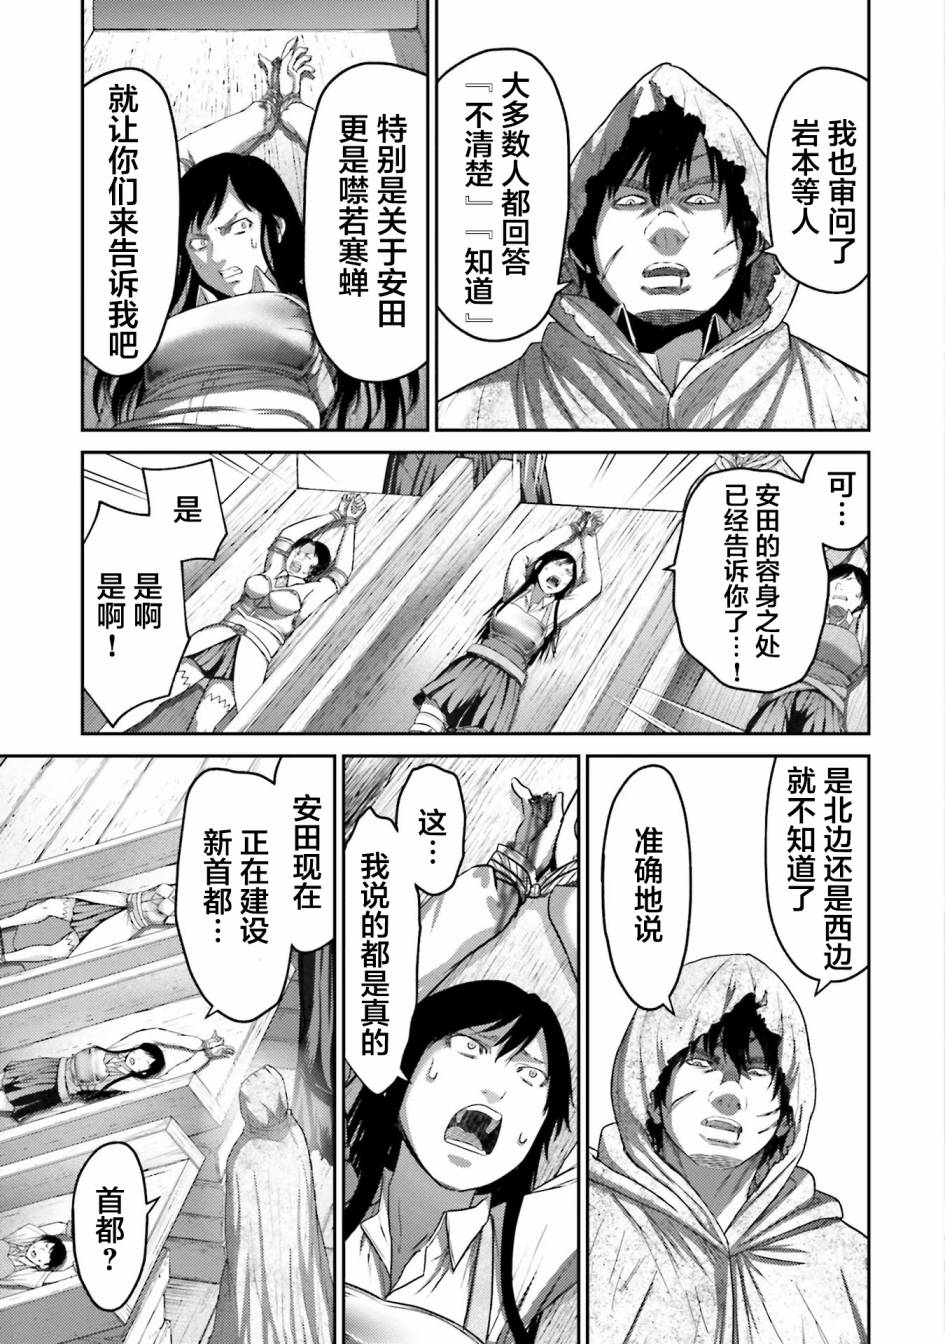 我也审问了
岩本等人
大多数人都回答
『不清楚』『知道』
特别是关于安田
更是噤若寒蝉
就让你们来告诉我吧
可…
安田的容身之处
已经告诉你了…！
是
是啊
是啊！
是北边还是西边
就不知道了
准确地说
这…
我说的都是真的
安田现在
正在建设
新首都…
首都？